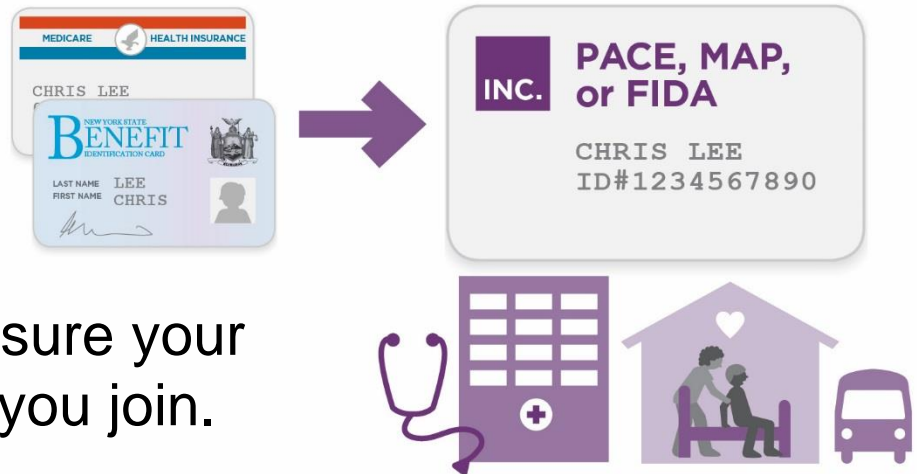 MEDICARE HEALTH INSURANCE
CHRIS LEE
NEW YORK STATE
BENEFIT
IDENTIFICATION CARD
LAST NAME LEE
FIRST NAME CHRIS
INC.
PACE, MAP,
or FIDA
CHRIS LEE
ID#1234567890
sure your
you join.